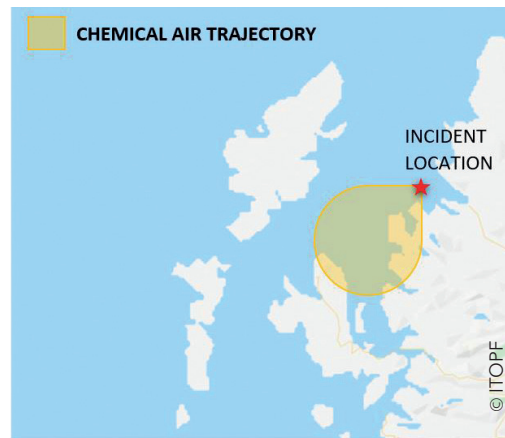 CHEMICAL AIR TRAJECTORY
INCIDENT
LOCATION
© ITOPF